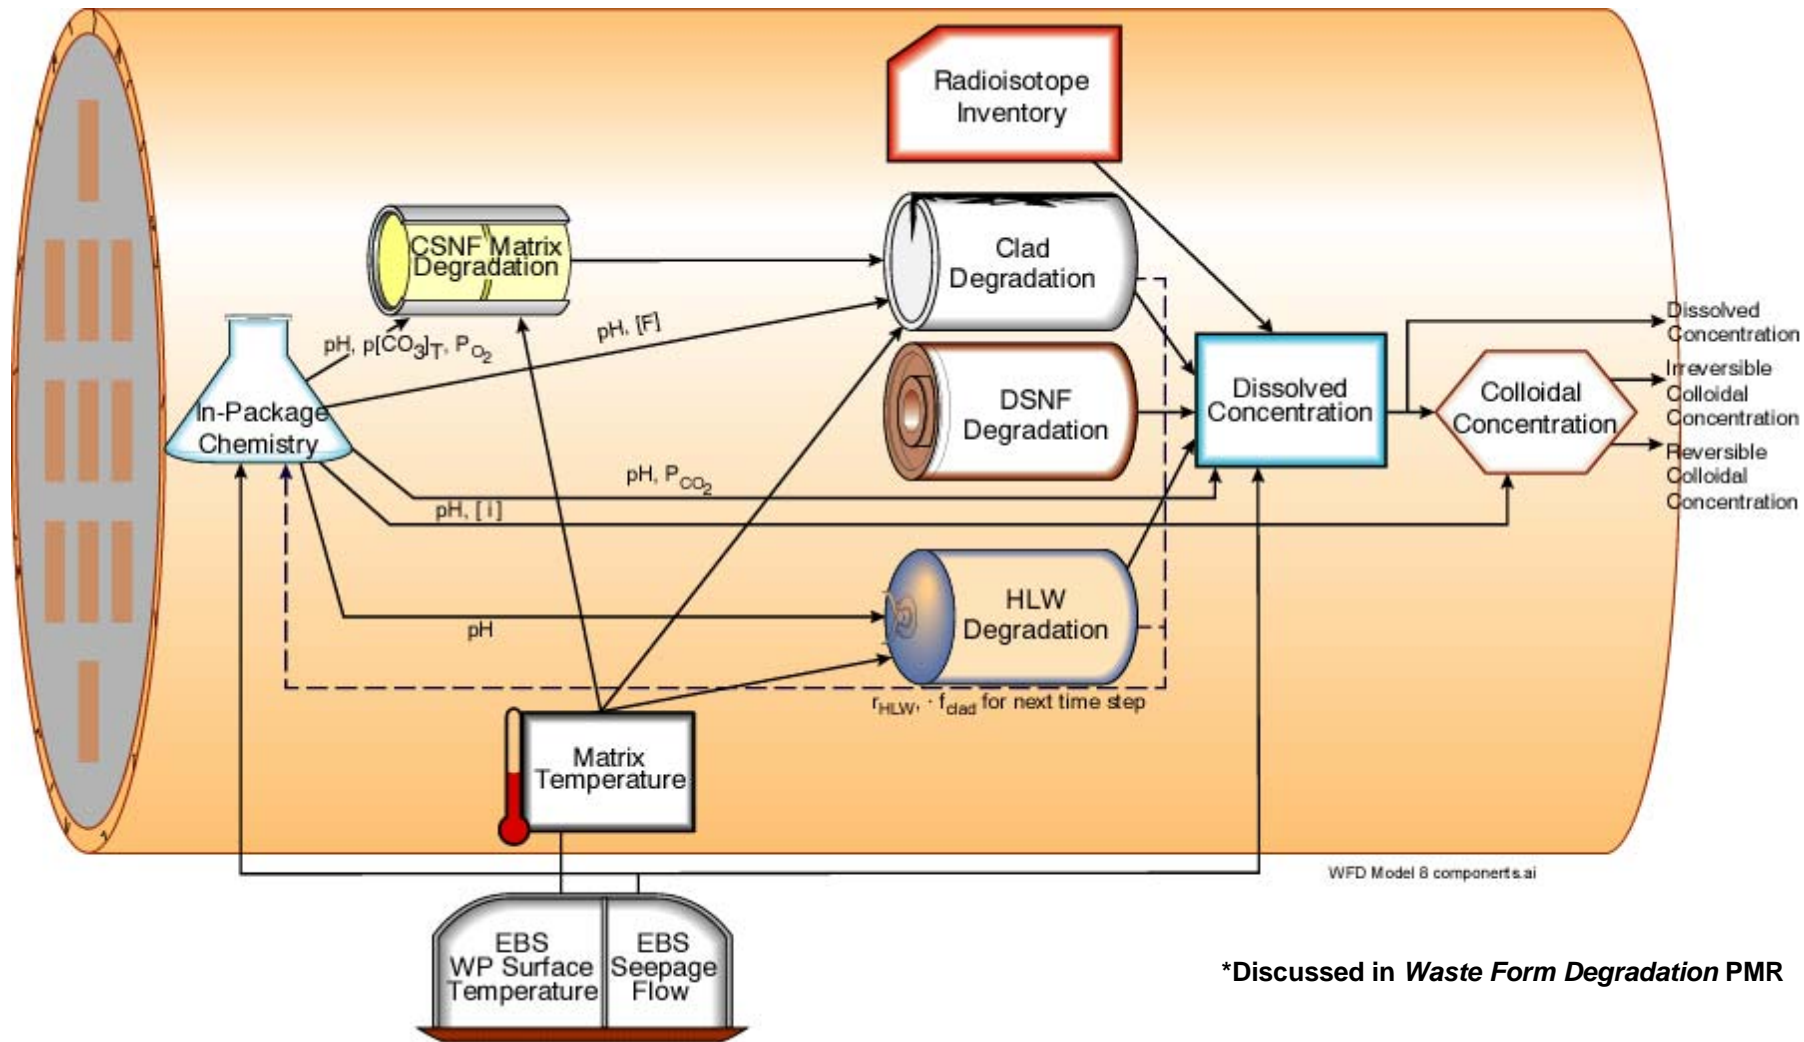 Radioisotope
Inventory
CSNF Matrix
Degradation
Clad
Degradation
pH, [F]
pH, p[CO3]T, PO2
Dissolved
Concentration
In-Package
Chemistry
DSNF
Degradation
Dissolved
Concentration
Colloidal
Concentration
Irreversible
Colloidal
Concentration
Reversible
Colloidal
Concentration
pH, PCO2
pH, [ i ]
HLW
Degradation
pH
rHLW, · fclad for next time step
Matrix
Temperature
WFD Model 8 components.ai
EBS
WP Surface
Temperature
EBS
Seepage
Flow
*Discussed in Waste Form Degradation PMR